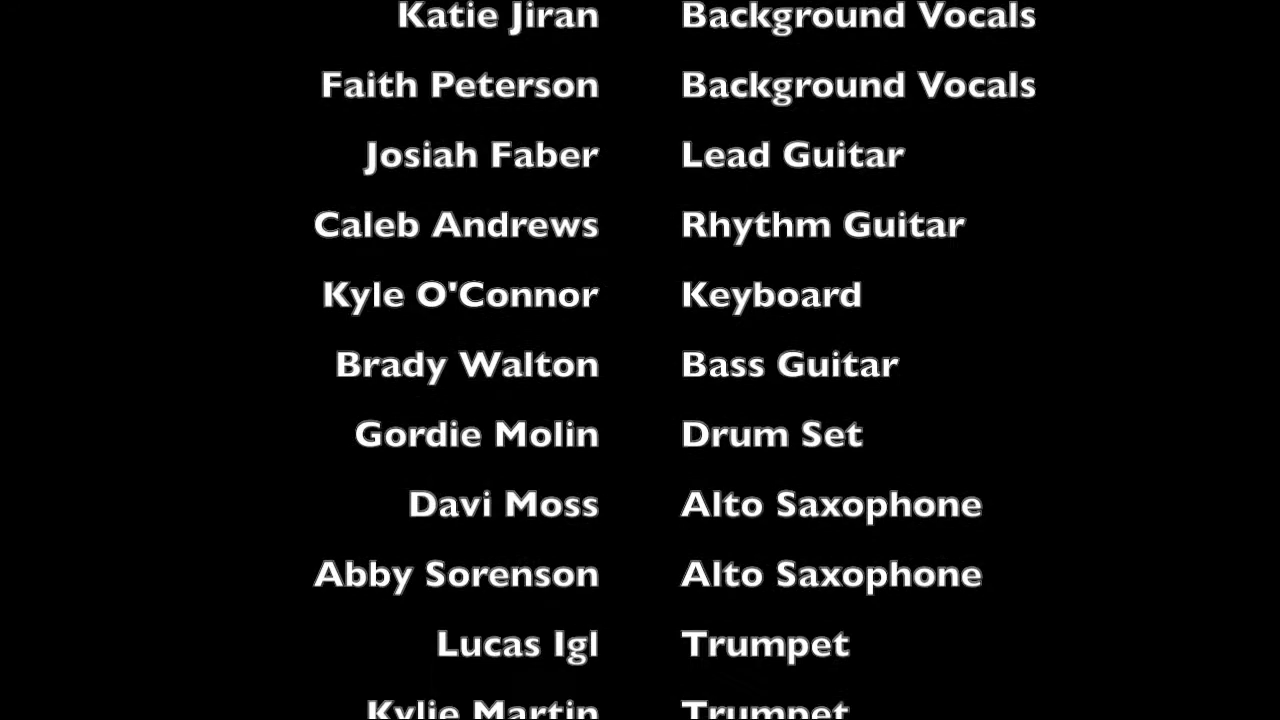 Katie Jiran Background Vocals
Faith Peterson Background Vocals
Josiah Faber Lead Guitar
Caleb Andrews Rhythm Guitar
Kyle O'Connor Keyboard
Brady Walton Bass Guitar
Gordie Molin Drum Set
Davi Moss Alto Saxophone
Abby Sorenson Alto Saxophone
Lucas Igl Trumpet
Kylie Martin Trumpet